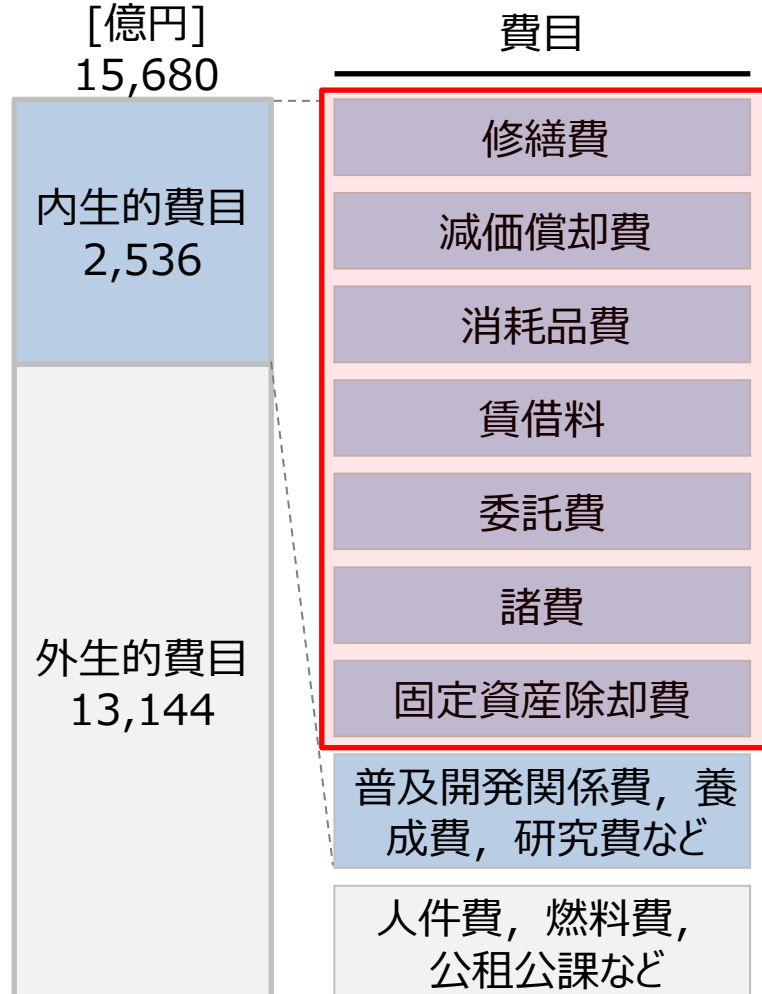 [億円]
15,680
内生的費目
2,536
外生的費目
13,144
費目
修繕費
減価償却費
消耗品費
賃借料
委託費
諸費
固定資産除却費
普及開発関係費，養
成費，研究費など
人件費，燃料費，
公租公課など